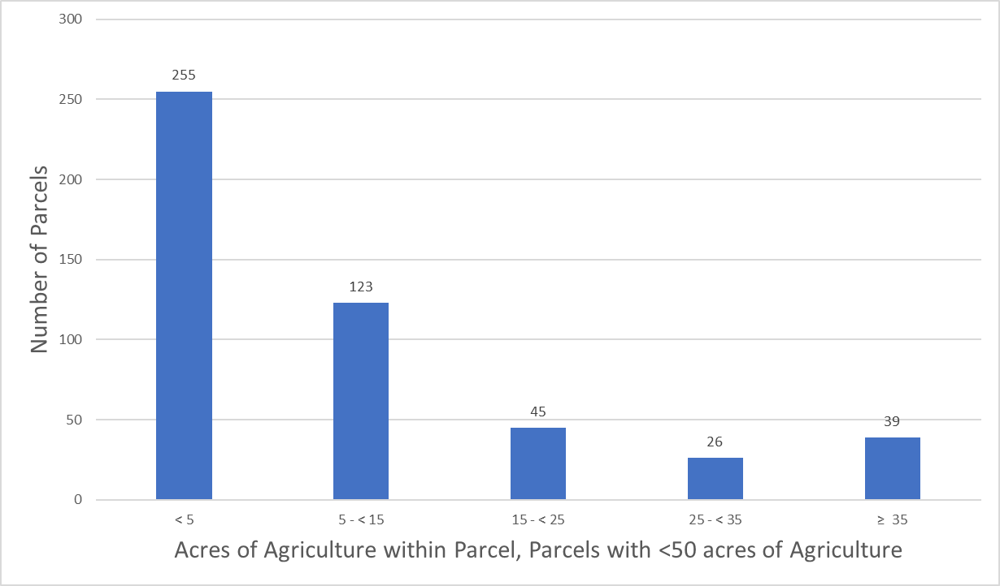 300
250
200
150
100
50
0
Number of Parcels
255
123
45
26
39
< 5
5 - < 15
15 - < 25
25 - < 35
≥ 35
Acres of Agriculture within Parcel, Parcels with <50 acres of Agriculture